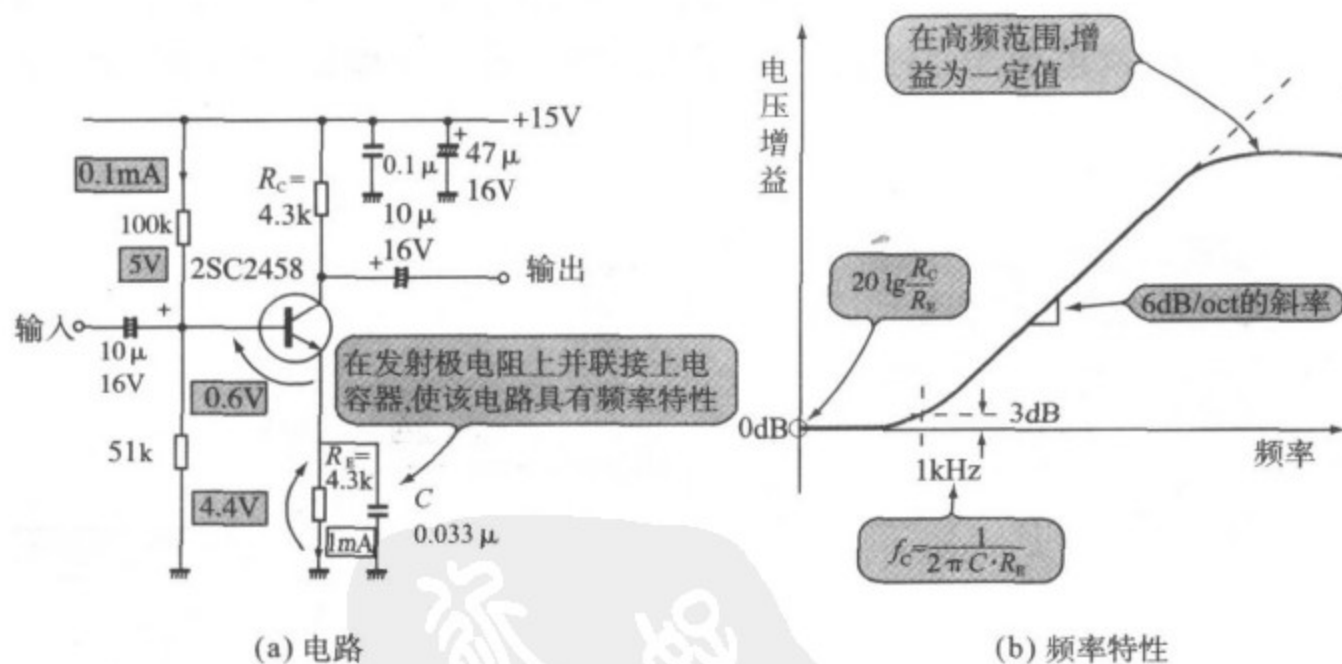 +15V
0.1mA
100k
5V
R_C=
4.3k
0.1μ
47μ
16V
10μ
16V
2SC2458
输出
输入
10μ
16V
0.6V
51k
4.4V
R_E=
4.3k
1mA
C
0.033μ
在发射极电阻上并联接上电
容器,使该电路具有频率特性
(a) 电路
电压增益
在高频范围,增
益为一定值
20 lg R_C/R_E
6dB/oct的斜率
0dB
3dB
1kHz
频率
f_C=1/(2πC·R_E)
(b) 频率特性